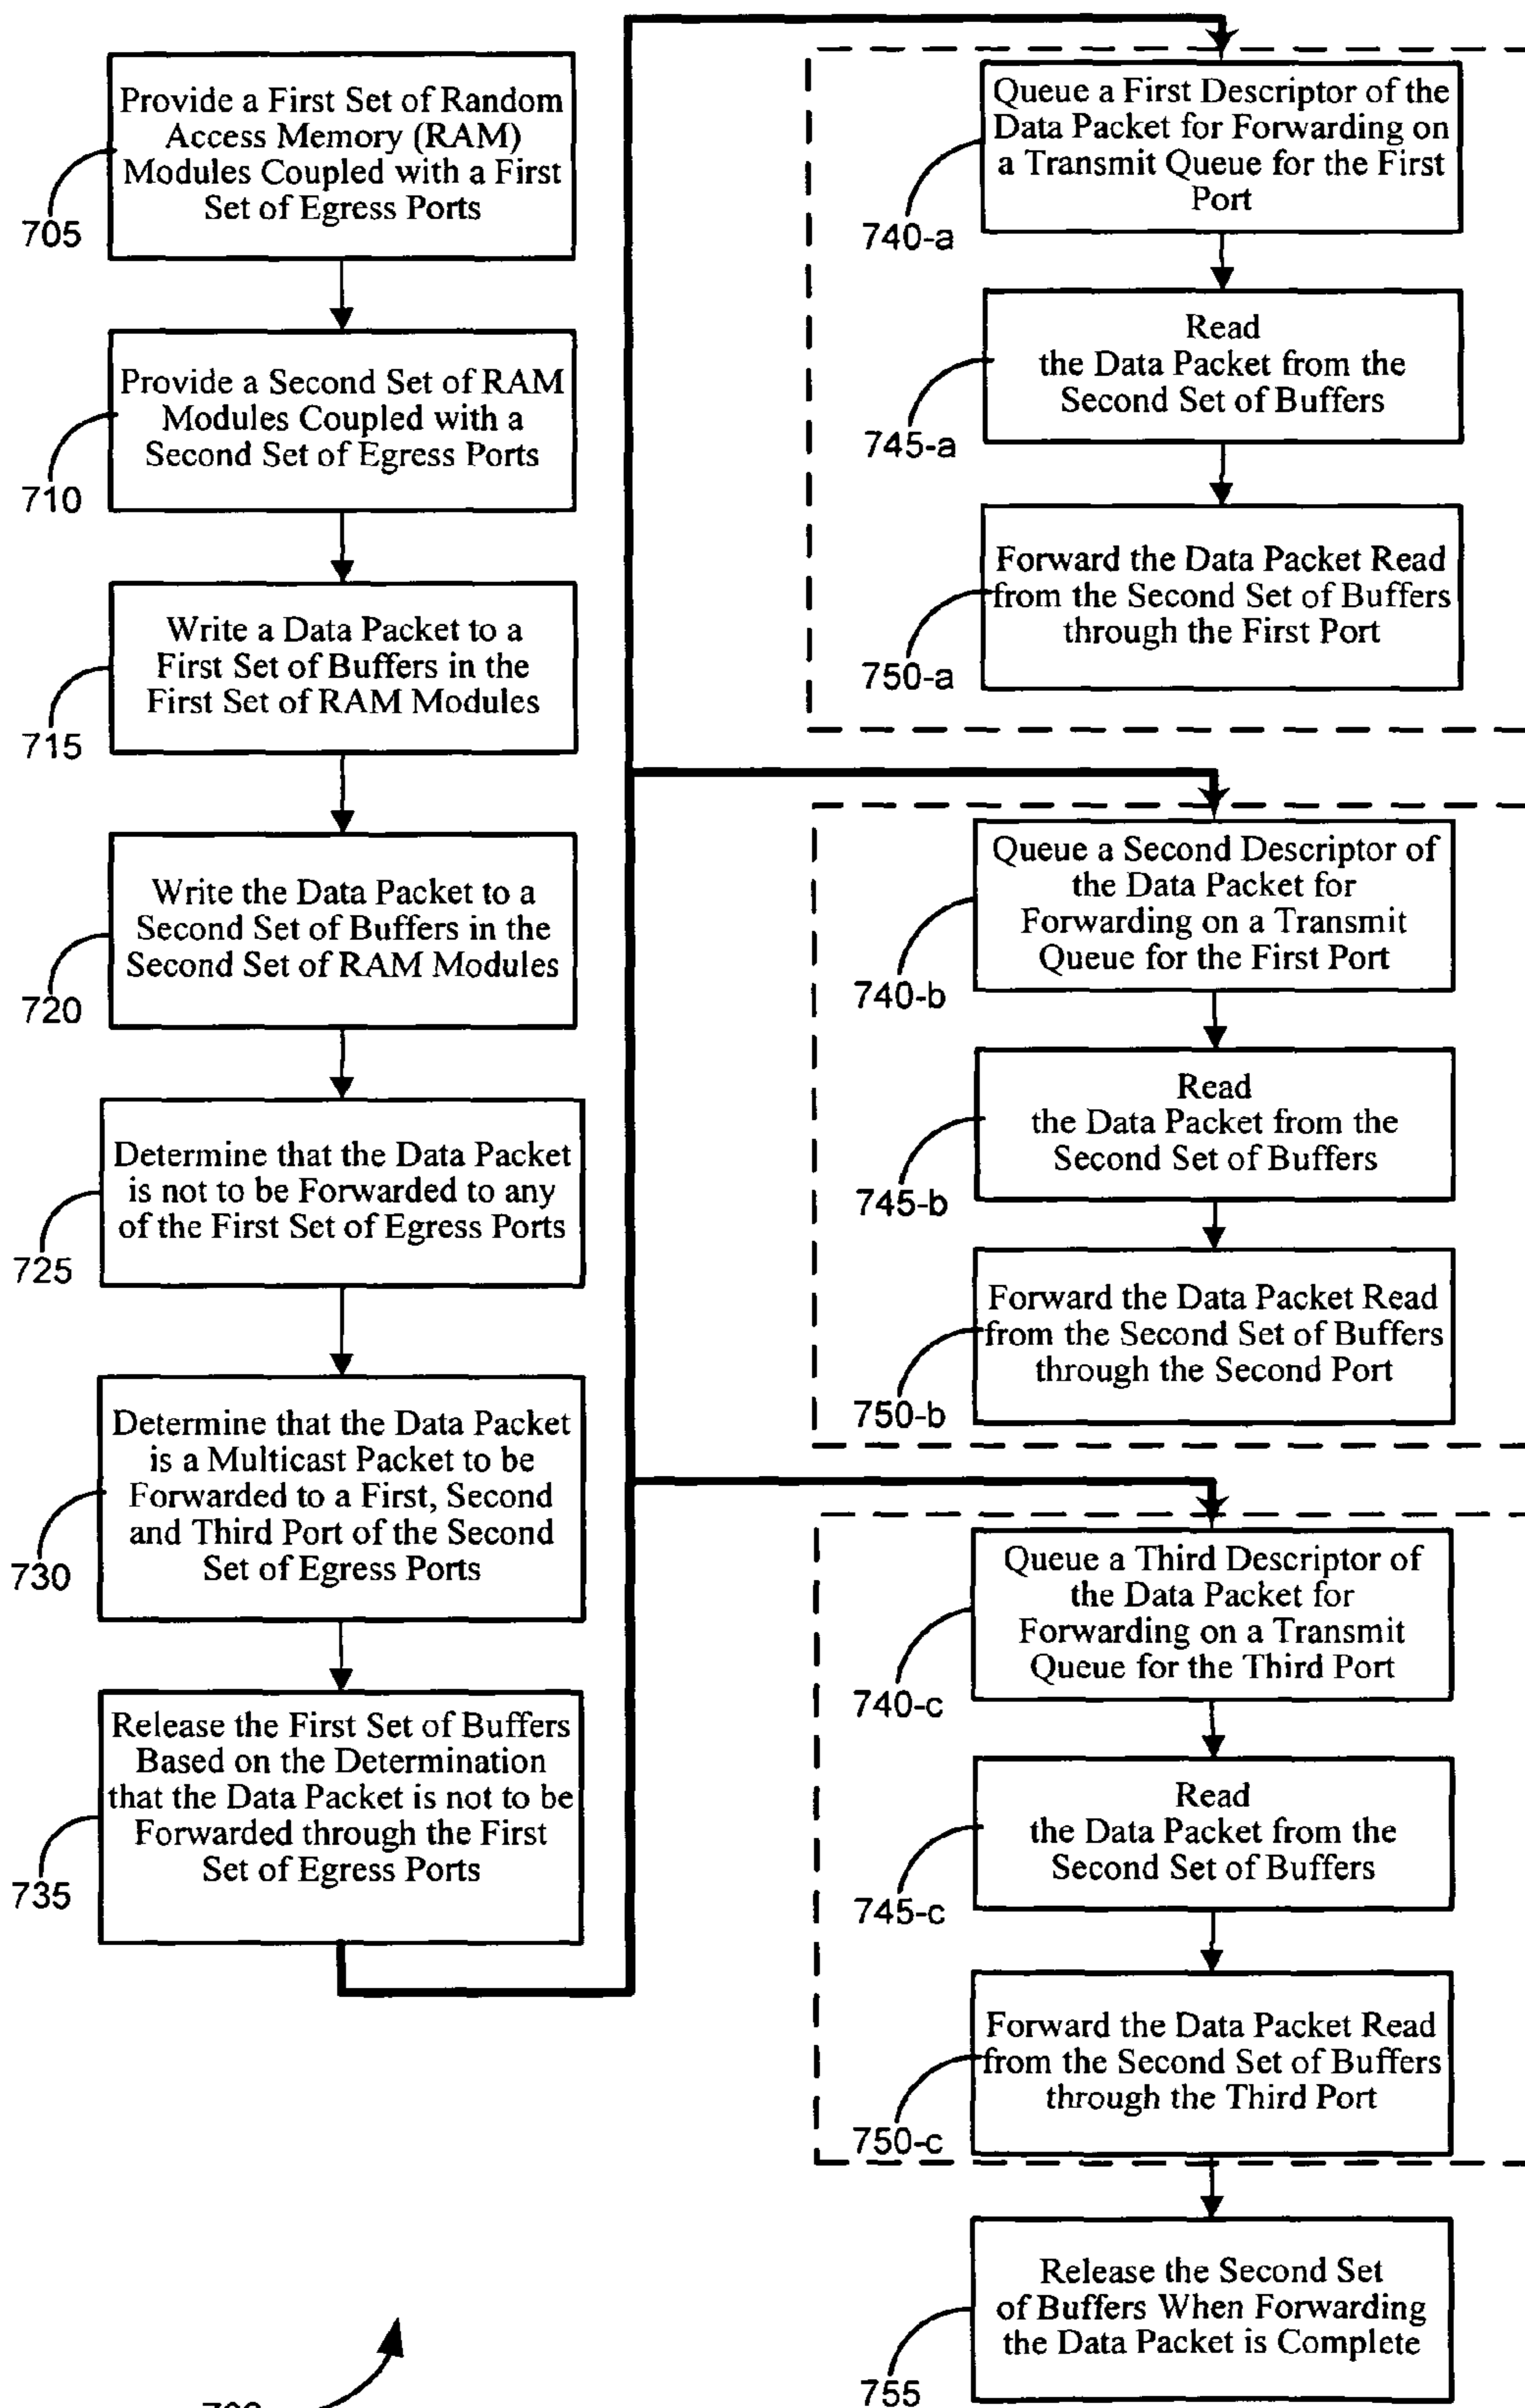 Provide a First Set of Random
Access Memory (RAM)
Modules Coupled with a First
Set of Egress Ports
705
Provide a Second Set of RAM
Modules Coupled with a
Second Set of Egress Ports
710
Write a Data Packet to a
First Set of Buffers in the
First Set of RAM Modules
715
Write the Data Packet to a
Second Set of Buffers in the
Second Set of RAM Modules
720
Determine that the Data Packet
is not to be Forwarded to any
of the First Set of Egress Ports
725
Determine that the Data Packet
is a Multicast Packet to be
Forwarded to a First, Second
and Third Port of the Second
Set of Egress Ports
730
Release the First Set of Buffers
Based on the Determination
that the Data Packet is not to be
Forwarded through the First
Set of Egress Ports
735
Queue a First Descriptor of the
Data Packet for Forwarding on
a Transmit Queue for the First
Port
740-a
Read
the Data Packet from the
Second Set of Buffers
745-a
Forward the Data Packet Read
from the Second Set of Buffers
through the First Port
750-a
Queue a Second Descriptor of
the Data Packet for
Forwarding on a Transmit
Queue for the First Port
740-b
Read
the Data Packet from the
Second Set of Buffers
745-b
Forward the Data Packet Read
from the Second Set of Buffers
through the Second Port
750-b
Queue a Third Descriptor of
the Data Packet for
Forwarding on a Transmit
Queue for the Third Port
740-c
Read
the Data Packet from the
Second Set of Buffers
745-c
Forward the Data Packet Read
from the Second Set of Buffers
through the Third Port
750-c
Release the Second Set
of Buffers When Forwarding
the Data Packet is Complete
755